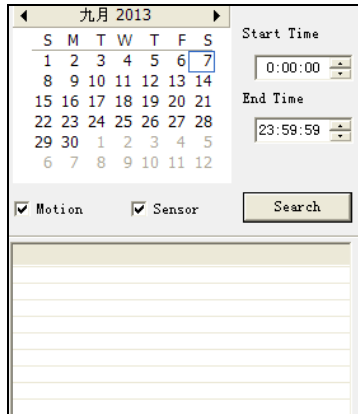 九月 2013
S M T W T F S
1 2 3 4 5 6 7
8 9 10 11 12 13 14
15 16 17 18 19 20 21
22 23 24 25 26 27 28
29 30 1 2 3 4 5
6 7 8 9 10 11 12
Start Time
0:00:00
End Time
23:59:59
Motion
Sensor
Search